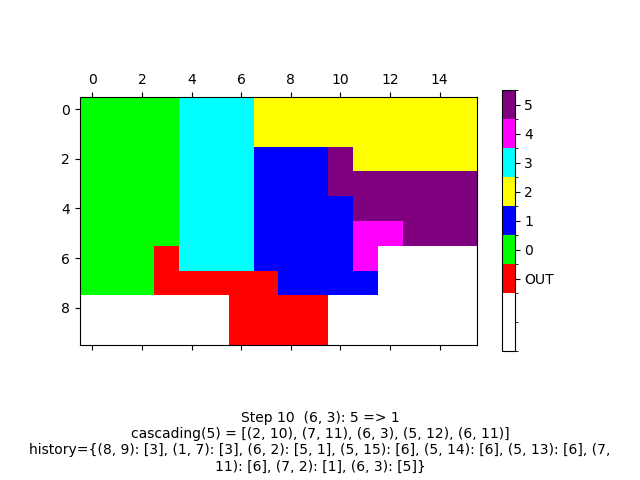 0 2 4 6 8 10 12 14
0
2
4
6
8
5
4
3
2
1
0
OUT
Step 10  (6, 3): 5 => 1
cascading(5) = [(2, 10), (7, 11), (6, 3), (5, 12), (6, 11)]
history={(8, 9): [3], (1, 7): [3], (6, 2): [5, 1], (5, 15): [6], (5, 14): [6], (5, 13): [6], (7,
11): [6], (7, 2): [1], (6, 3): [5]}